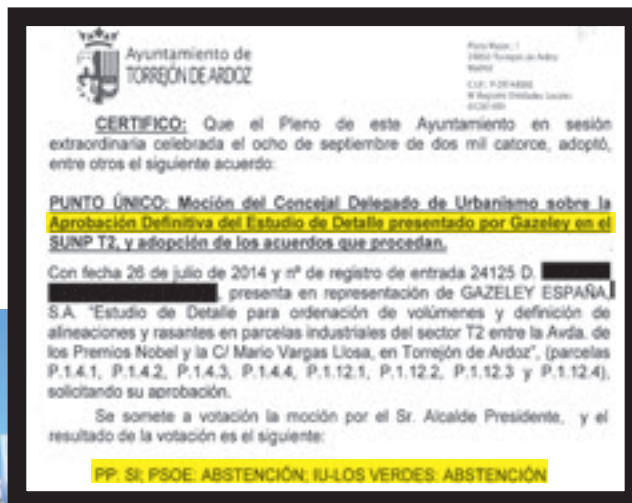 Ayuntamiento de
TORREJÓN DE ARDOZ
Plaza Mayor, 1
28850 Torrejón de Ardoz
Madrid
CERTIFICO: Que el Pleno de este Ayuntamiento en sesión
extraordinaria celebrada el ocho de septiembre de dos mil catorce, adoptó,
entre otros el siguiente acuerdo:
PUNTO ÚNICO: Moción del Concejal Delegado de Urbanismo sobre la
Aprobación Definitiva del Estudio de Detalle presentado por Gazeley en el
SUNP T2, y adopción de los acuerdos que procedan.
Con fecha 26 de julio de 2014 y nº de registro de entrada 24125 D.
, presenta en representación de GAZELEY ESPAÑA,
S.A. "Estudio de Detalle para ordenación de volúmenes y definición de
alineaciones y rasantes en parcelas industriales del sector T2 entre la Avda. de
los Premios Nobel y la C/ Mario Vargas Llosa, en Torrejón de Ardoz", (parcelas
P.1.4.1, P.1.4.2, P.1.4.3, P.1.4.4, P.1.12.1, P.1.12.2, P.1.12.3 y P.1.12.4),
solicitando su aprobación.
Se somete a votación la moción por el Sr. Alcalde Presidente, y el
resultado de la votación es el siguiente:
PP: SI; PSOE: ABSTENCIÓN; IU-LOS VERDES: ABSTENCIÓN